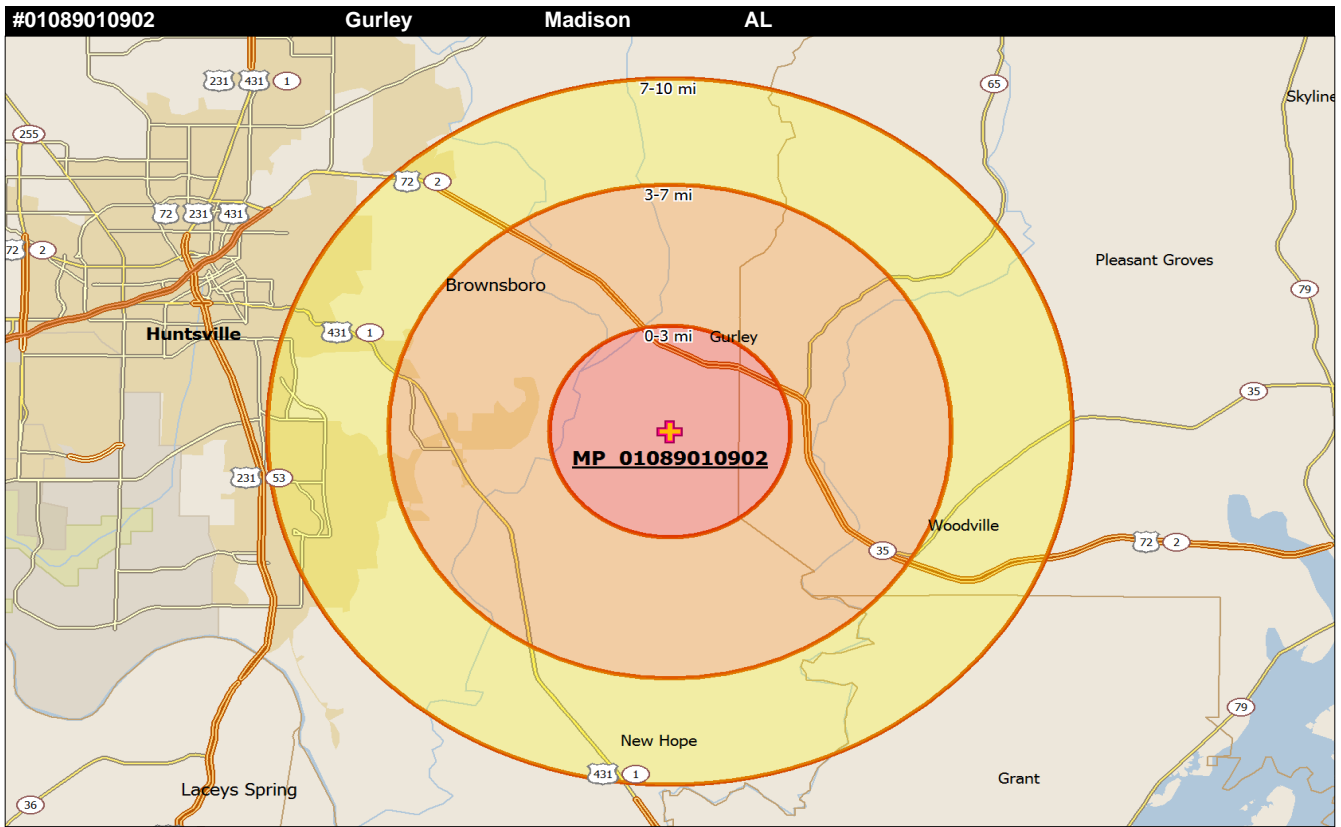 #01089010902 Gurley Madison AL
231 431 1
7-10 mi
65
Skyline
255
72 2
3-7 mi
72 231 431
72 2
Pleasant Groves
Brownsboro
79
Huntsville
431 1
0-3 mi
Gurley
35
MP 01089010902
231 53
Woodville
35
72 2
79
New Hope
431 1
Grant
Laceys Spring
36